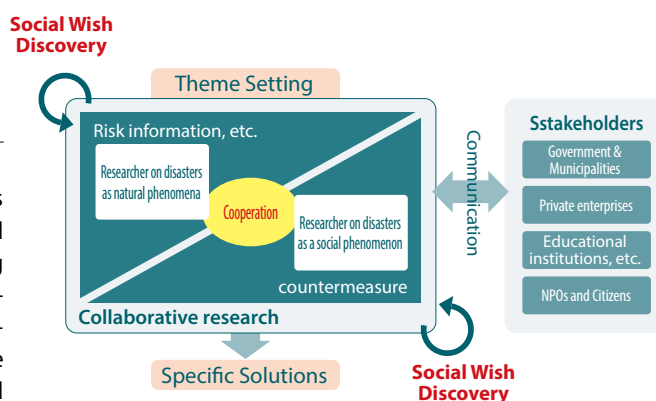 Social Wish
Discovery
Theme Setting
Risk information, etc.
Researcher on disasters
as natural phenomena
Cooperation
Researcher on disasters
as a social phenomenon
countermeasure
Collaborative research
Specific Solutions
Communication
Sstakeholders
Government &
Municipalities
Private enterprises
Educational
institutions, etc.
NPOs and Citizens
Social Wish
Discovery